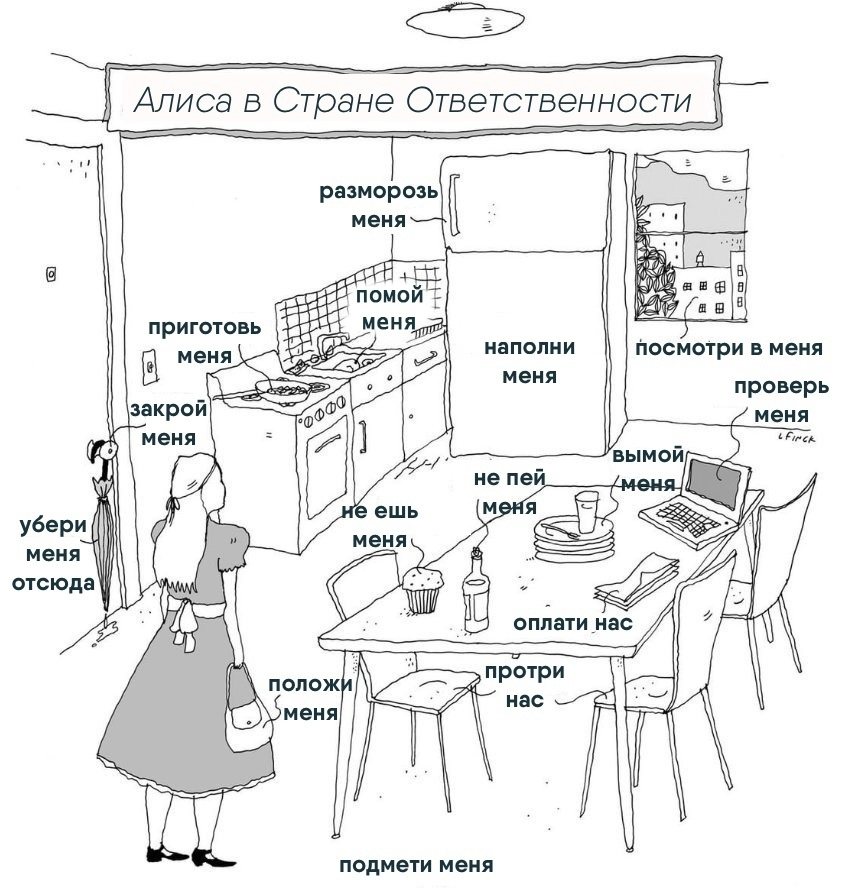 Алиса в Стране Ответственности
разморозь
меня
помой
меня
приготовь
меня
наполни
меня
посмотри в меня
проверь
меня
закрой
меня
L FINCK
вымой
меня
не пей
меня
не ешь
меня
убери
меня
отсюда
оплати нас
протри
нас
положи
меня
подмети меня